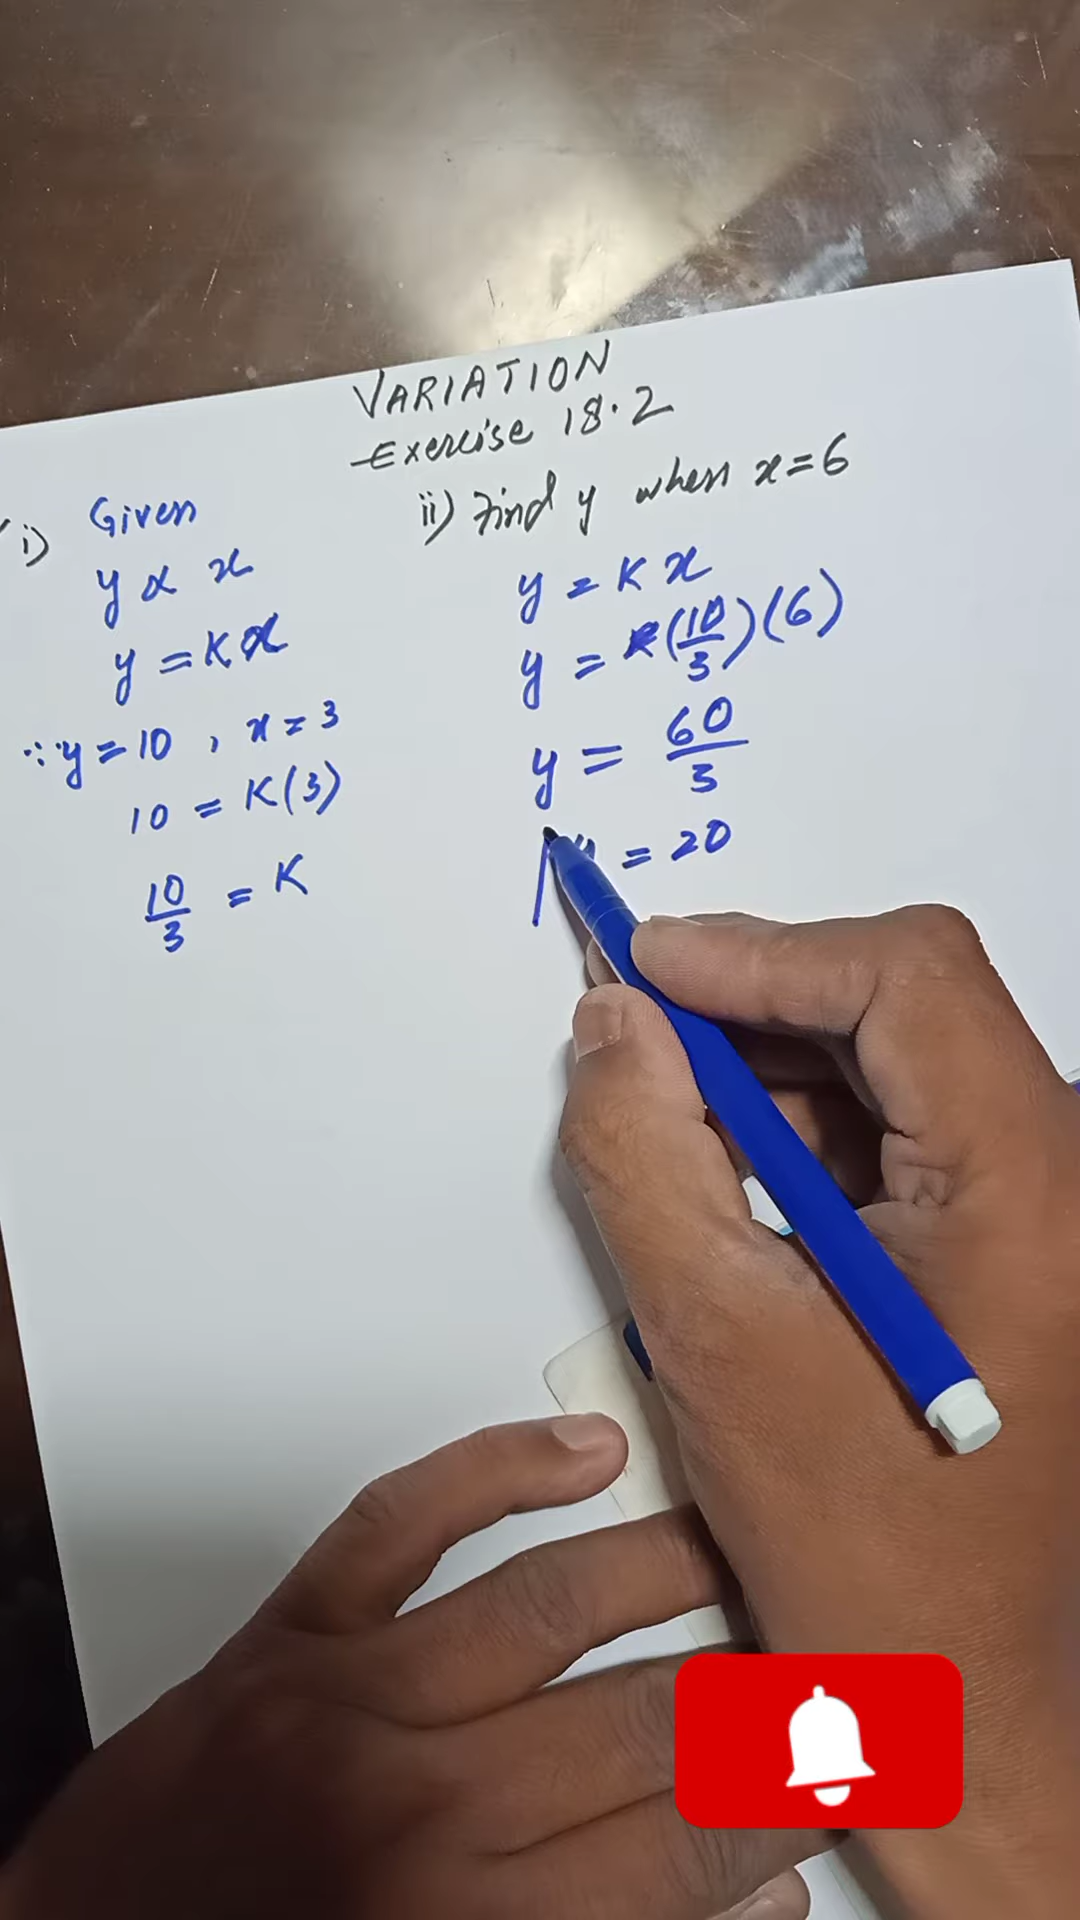 VARIATION
Exercise 18.2
i) Given
y ∝ x
y = Kx
∵ y = 10 , x = 3
10 = K(3)
10/3 = K
ii) Find y when x=6
y = K x
y = (10/3)(6)
y = 60/3
y = 20